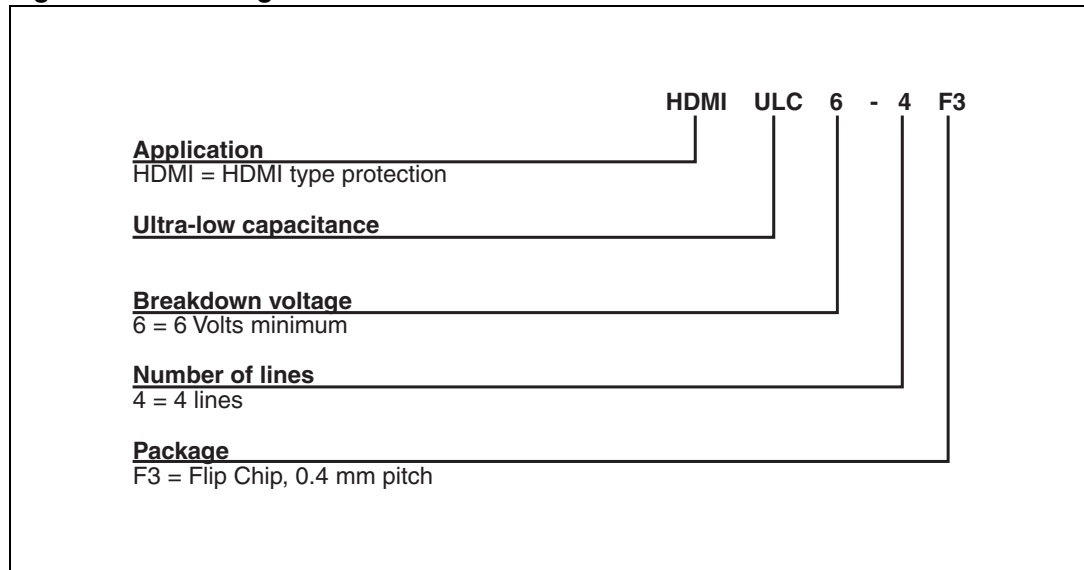 HDMI ULC 6 - 4 F3
Application
HDMI = HDMI type protection
Ultra-low capacitance
Breakdown voltage
6 = 6 Volts minimum
Number of lines
4 = 4 lines
Package
F3 = Flip Chip, 0.4 mm pitch